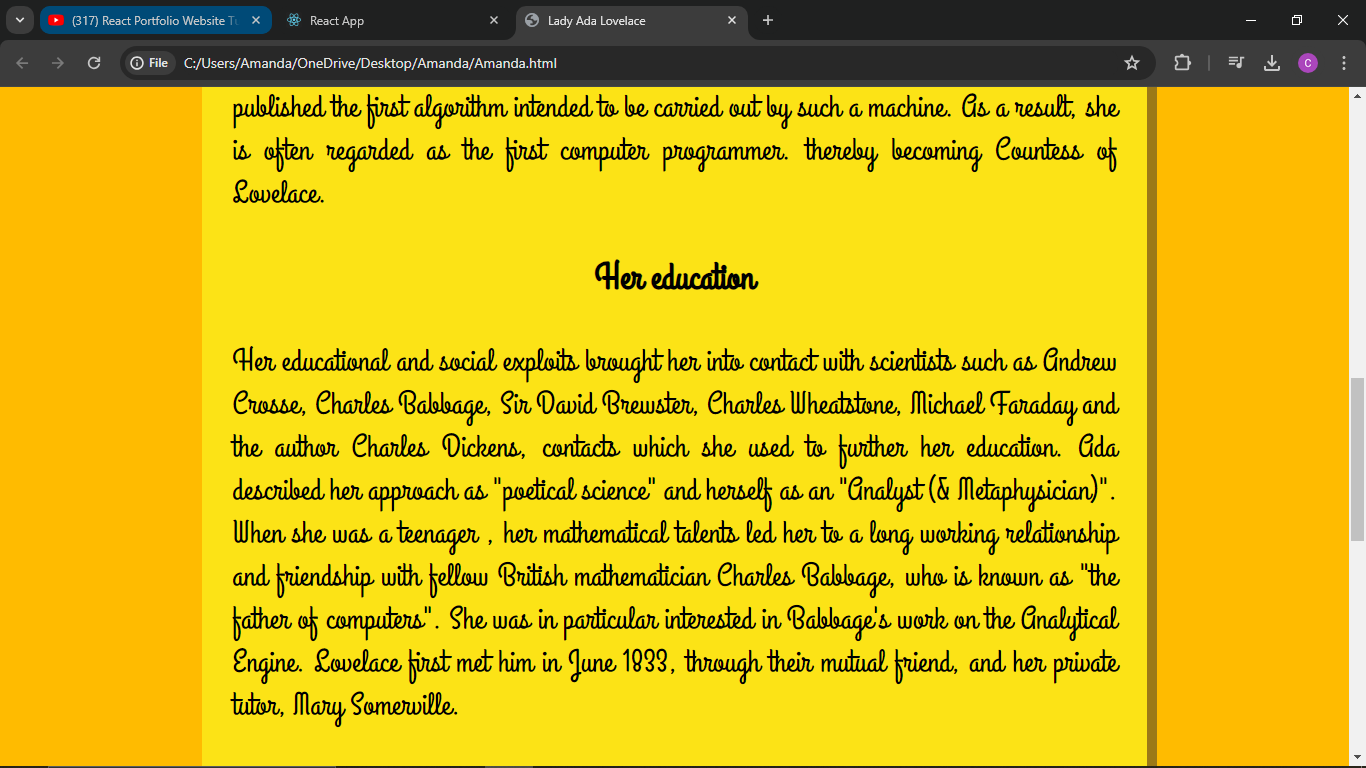 (317) React Portfolio Website Tu
React App
Lady Ada Lovelace
File
C:/Users/Amanda/OneDrive/Desktop/Amanda/Amanda.html
C
published the first algorithm intended to be carried out by such a machine. As a result, she
is often regarded as the first computer programmer. thereby becoming Countess of
Lovelace.
Her education
Her educational and social exploits brought her into contact with scientists such as Andrew
Crosse, Charles Babbage, Sir David Brewster, Charles Wheatstone, Michael Faraday and
the author Charles Dickens, contacts which she used to further her education. Ada
described her approach as "poetical science" and herself as an "Analyst (& Metaphysician)".
When she was a teenager , her mathematical talents led her to a long working relationship
and friendship with fellow British mathematician Charles Babbage, who is known as "the
father of computers". She was in particular interested in Babbage's work on the Analytical
Engine. Lovelace first met him in June 1833, through their mutual friend, and her private
tutor, Mary Somerville.